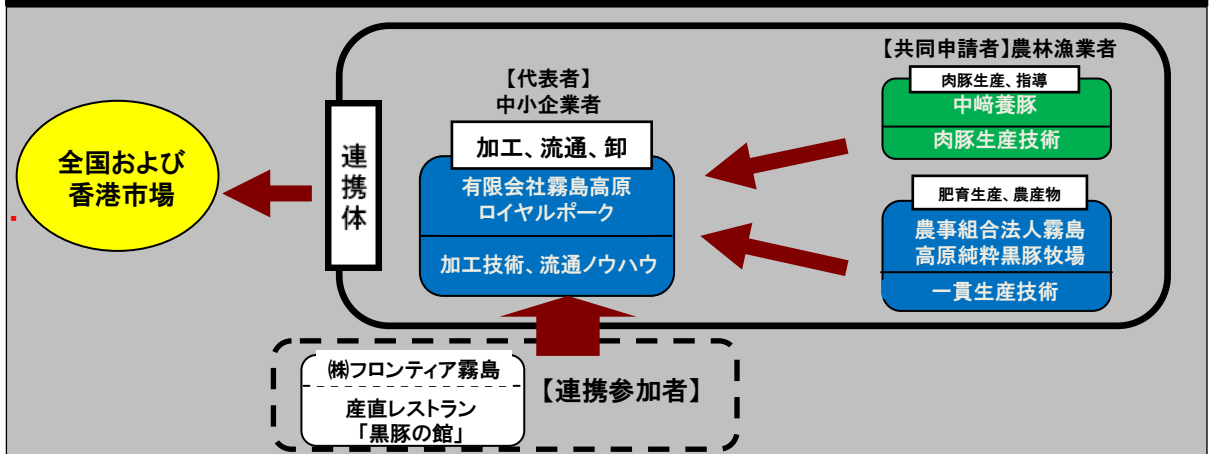 全国および
香港市場
連
携
体
【代表者】
中小企業者
加工、流通、卸
有限会社霧島高原
ロイヤルポーク
加工技術、流通ノウハウ
【共同申請者】農林漁業者
肉豚生産、指導
中﨑養豚
肉豚生産技術
肥育生産、農産物
農事組合法人霧島
高原純粋黒豚牧場
一貫生産技術
㈱フロンティア霧島
産直レストラン
「黒豚の館」
【連携参加者】